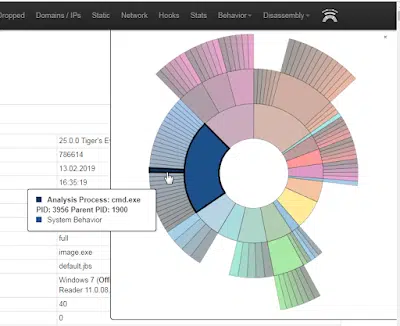 Dropped Domains / IPs Static Network Hooks Stats Behavior Disassembly
×
25.0.0 Tiger's E
786614
13.02.2019
16:35:19
Analysis Process: cmd.exe
PID: 3956 Parent PID: 1900
System Behavior
full
image.exe
default.jbs
Windows 7 (Offi
Reader 11.0.08,
40
0